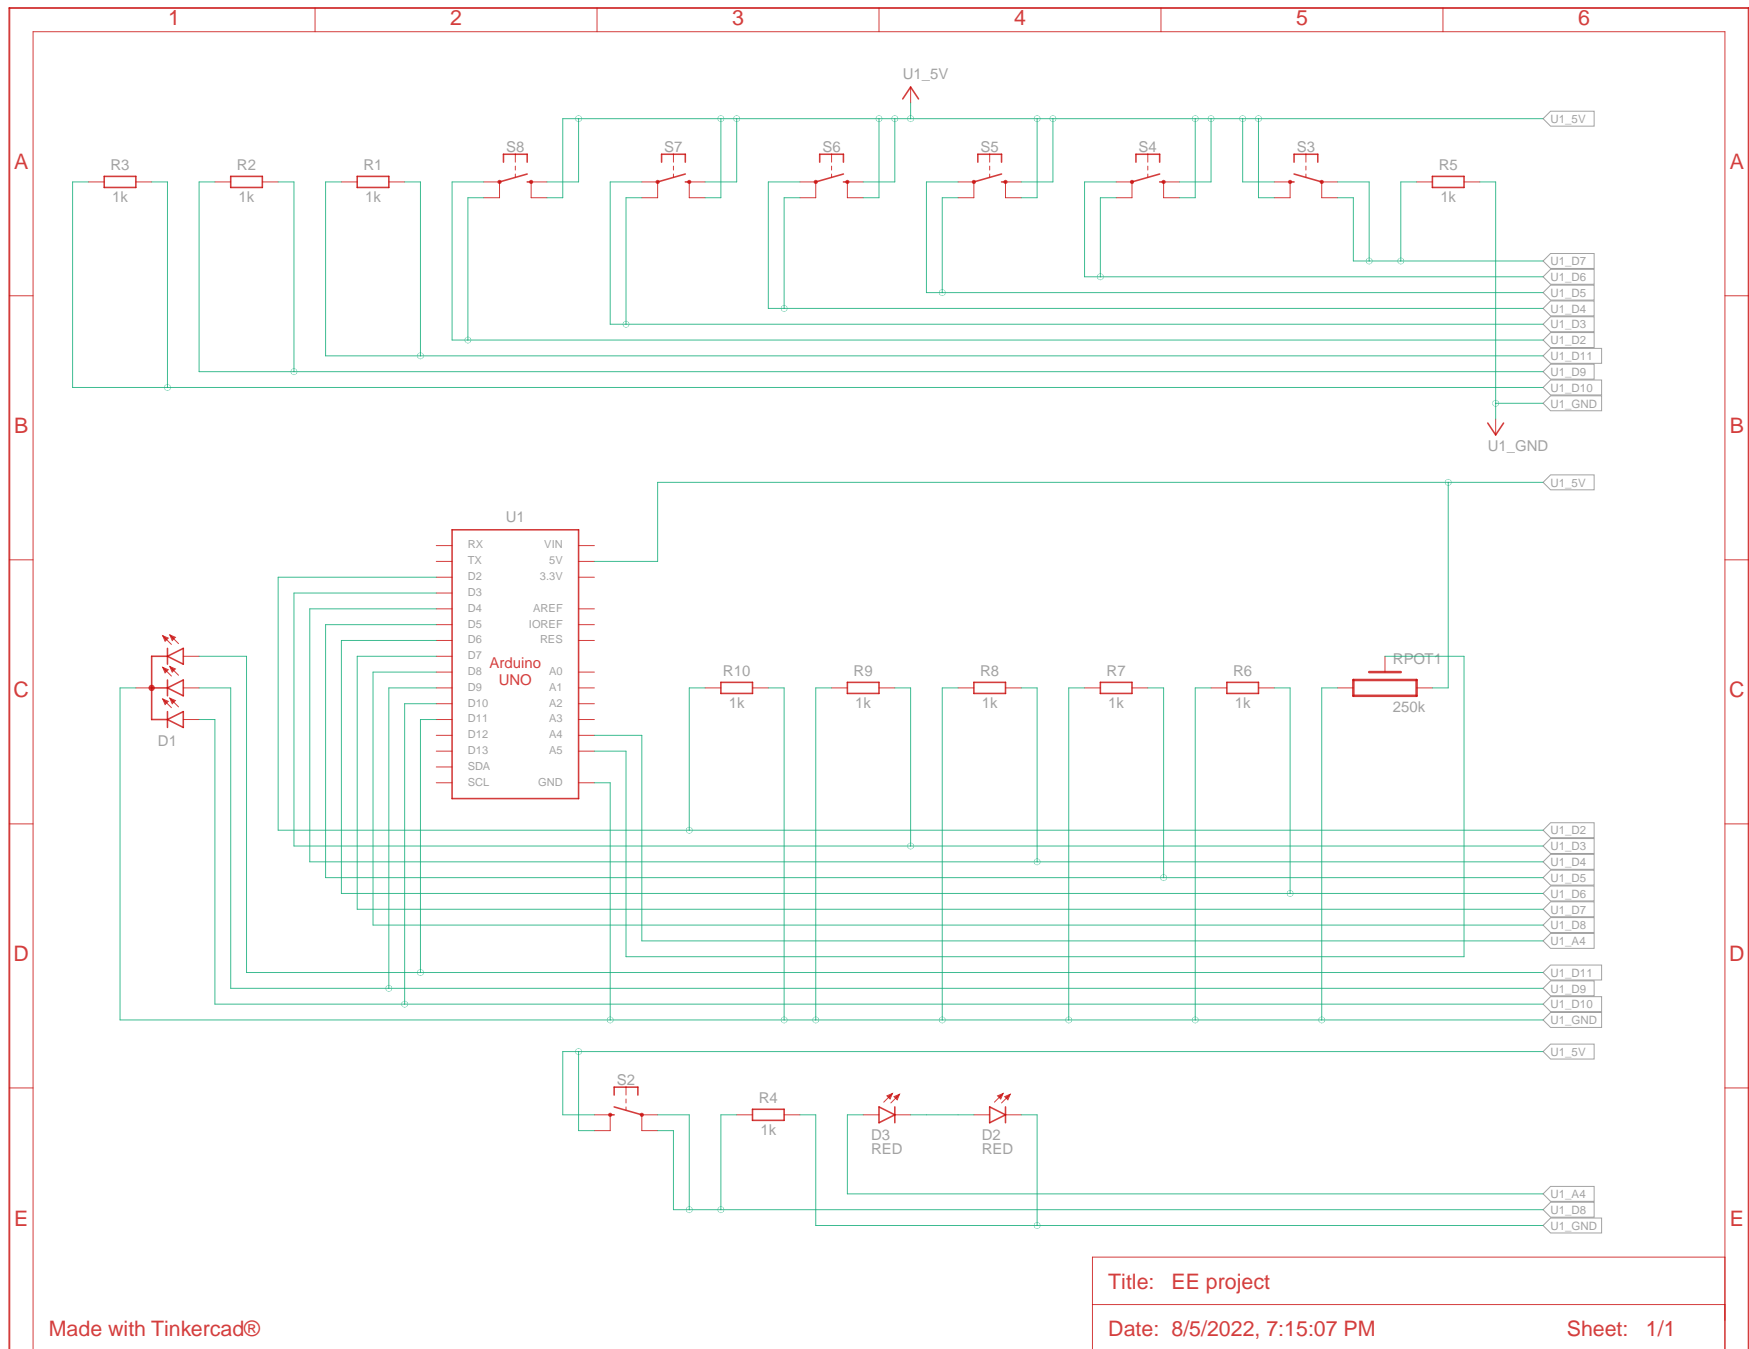 1 2 3 4 5 6
U1_5V
U1_5V
S8 S7 S6 S5 S4 S3
A R3 R2 R1 R5 A
1k 1k 1k 1k
U1_D7
U1_D6
U1_D5
U1_D4
U1_D3
U1_D2
U1_D11
U1_D9
U1_D10
U1_GND
B B
U1_GND
U1_5V
U1
RX VIN
TX 5V
D2 3.3V
D3
D4 AREF
D5 IOREF
D6 RES
D7
Arduino
D8 A0
UNO
D9 A1
D10 A2
D11 A3
D12 A4
D13 A5
SDA
SCL GND
R10 R9 R8 R7 R6 RPOT1
C C
1k 1k 1k 1k 1k 250k
D1
U1_D2
U1_D3
U1_D4
U1_D5
U1_D6
U1_D7
U1_D8
U1_A4
D D
U1_D11
U1_D9
U1_D10
U1_GND
U1_5V
S2 R4
1k
D3 D2
RED RED
U1_A4
U1_D8
U1_GND
E E
Title: EE project
Made with Tinkercad®
Date: 8/5/2022, 7:15:07 PM Sheet: 1/1